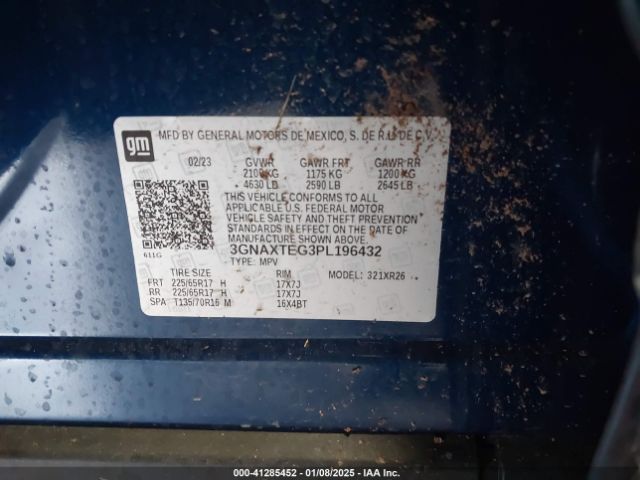 gm
MFD BY GENERAL MOTORS DE MEXICO, S. DE R.L. DE C.V.
02/23 GVWR GAWR FRT GAWR RR
2100 KG 1175 KG 1200 KG
4630 LB 2590 LB 2645 LB
THIS VEHICLE CONFORMS TO ALL
APPLICABLE U.S. FEDERAL MOTOR
VEHICLE SAFETY AND THEFT PREVENTION
STANDARDS IN EFFECT ON THE DATE OF
MANUFACTURE SHOWN ABOVE.
611G 3GNAXTEG3PL196432
TYPE: MPV MODEL: 321XR26
TIRE SIZE RIM
FRT 225/65R17 H 17X7J
RR 225/65R17 H 17X7J
SPA T135/70R16 M 16X4BT
000-41285452 - 01/08/2025 - IAA Inc.